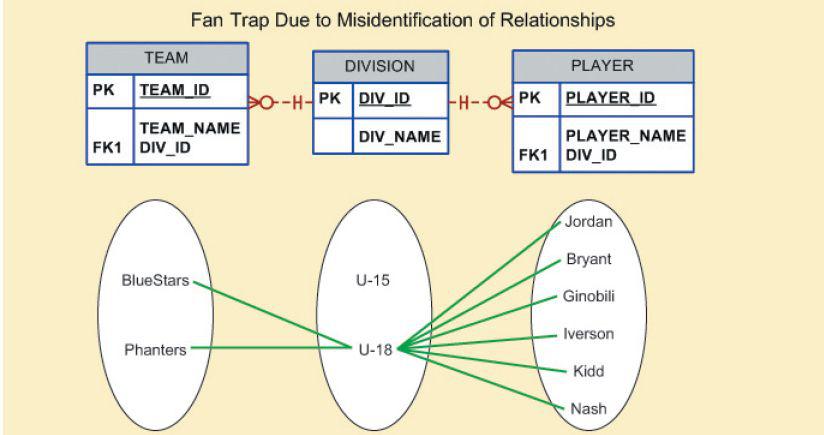 Fan Trap Due to Misidentification of Relationships
TEAM
PK TEAM_ID
TEAM_NAME
FK1 DIV_ID
DIVISION
PK DIV_ID
DIV_NAME
PLAYER
PK PLAYER_ID
PLAYER_NAME
FK1 DIV_ID
BlueStars
Phanters
U-15
U-18
Jordan
Bryant
Ginobili
Iverson
Kidd
Nash